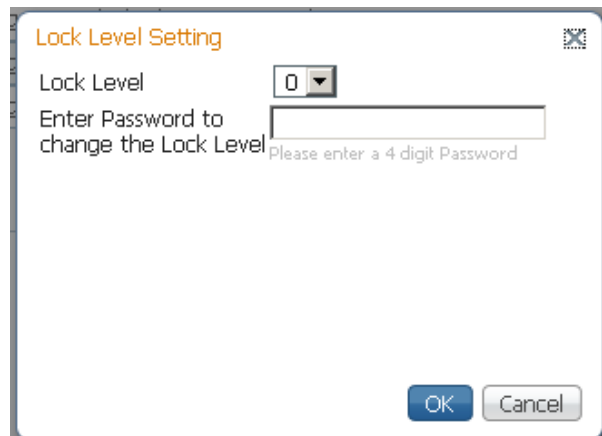 Lock Level Setting
Lock Level 0
Enter Password to
change the Lock Level
Please enter a 4 digit Password
OK Cancel